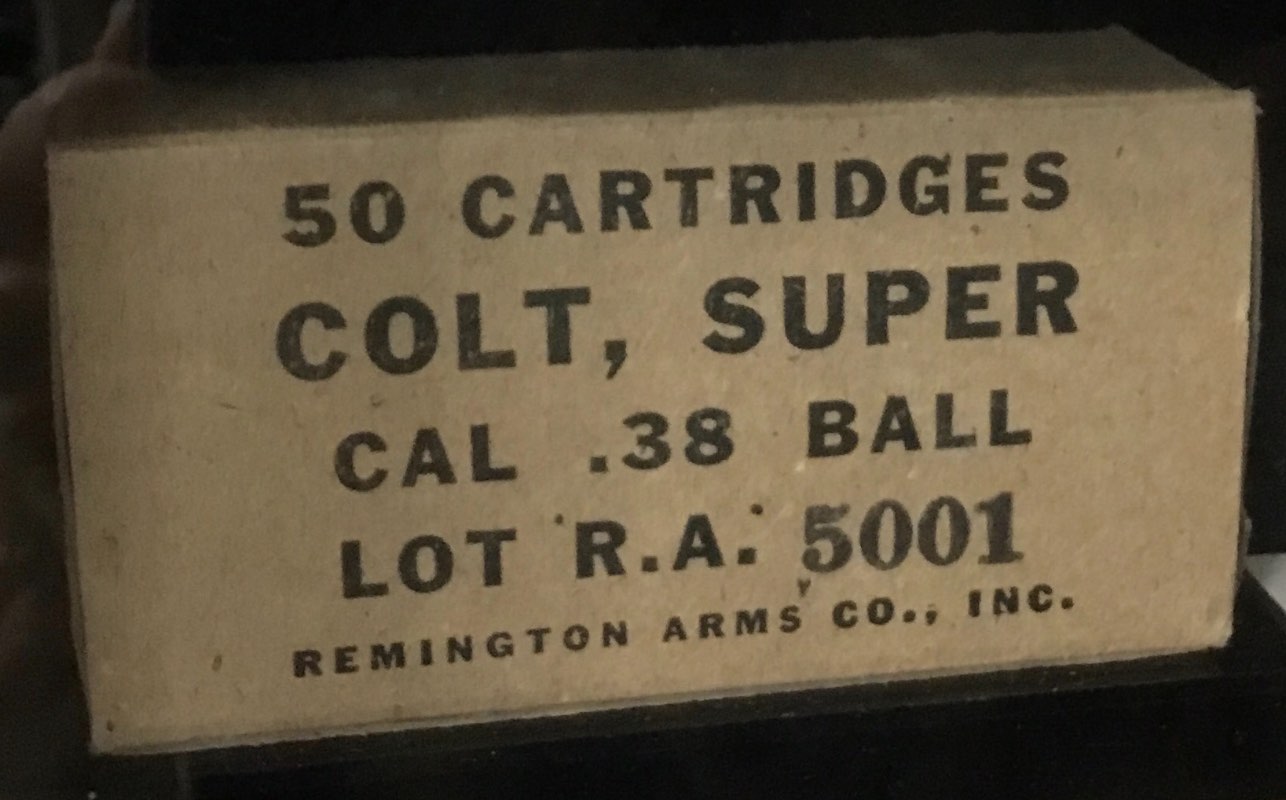 50 CARTRIDGES
COLT, SUPER
CAL .38 BALL
LOT R.A. 5001
REMINGTON ARMS CO., INC.